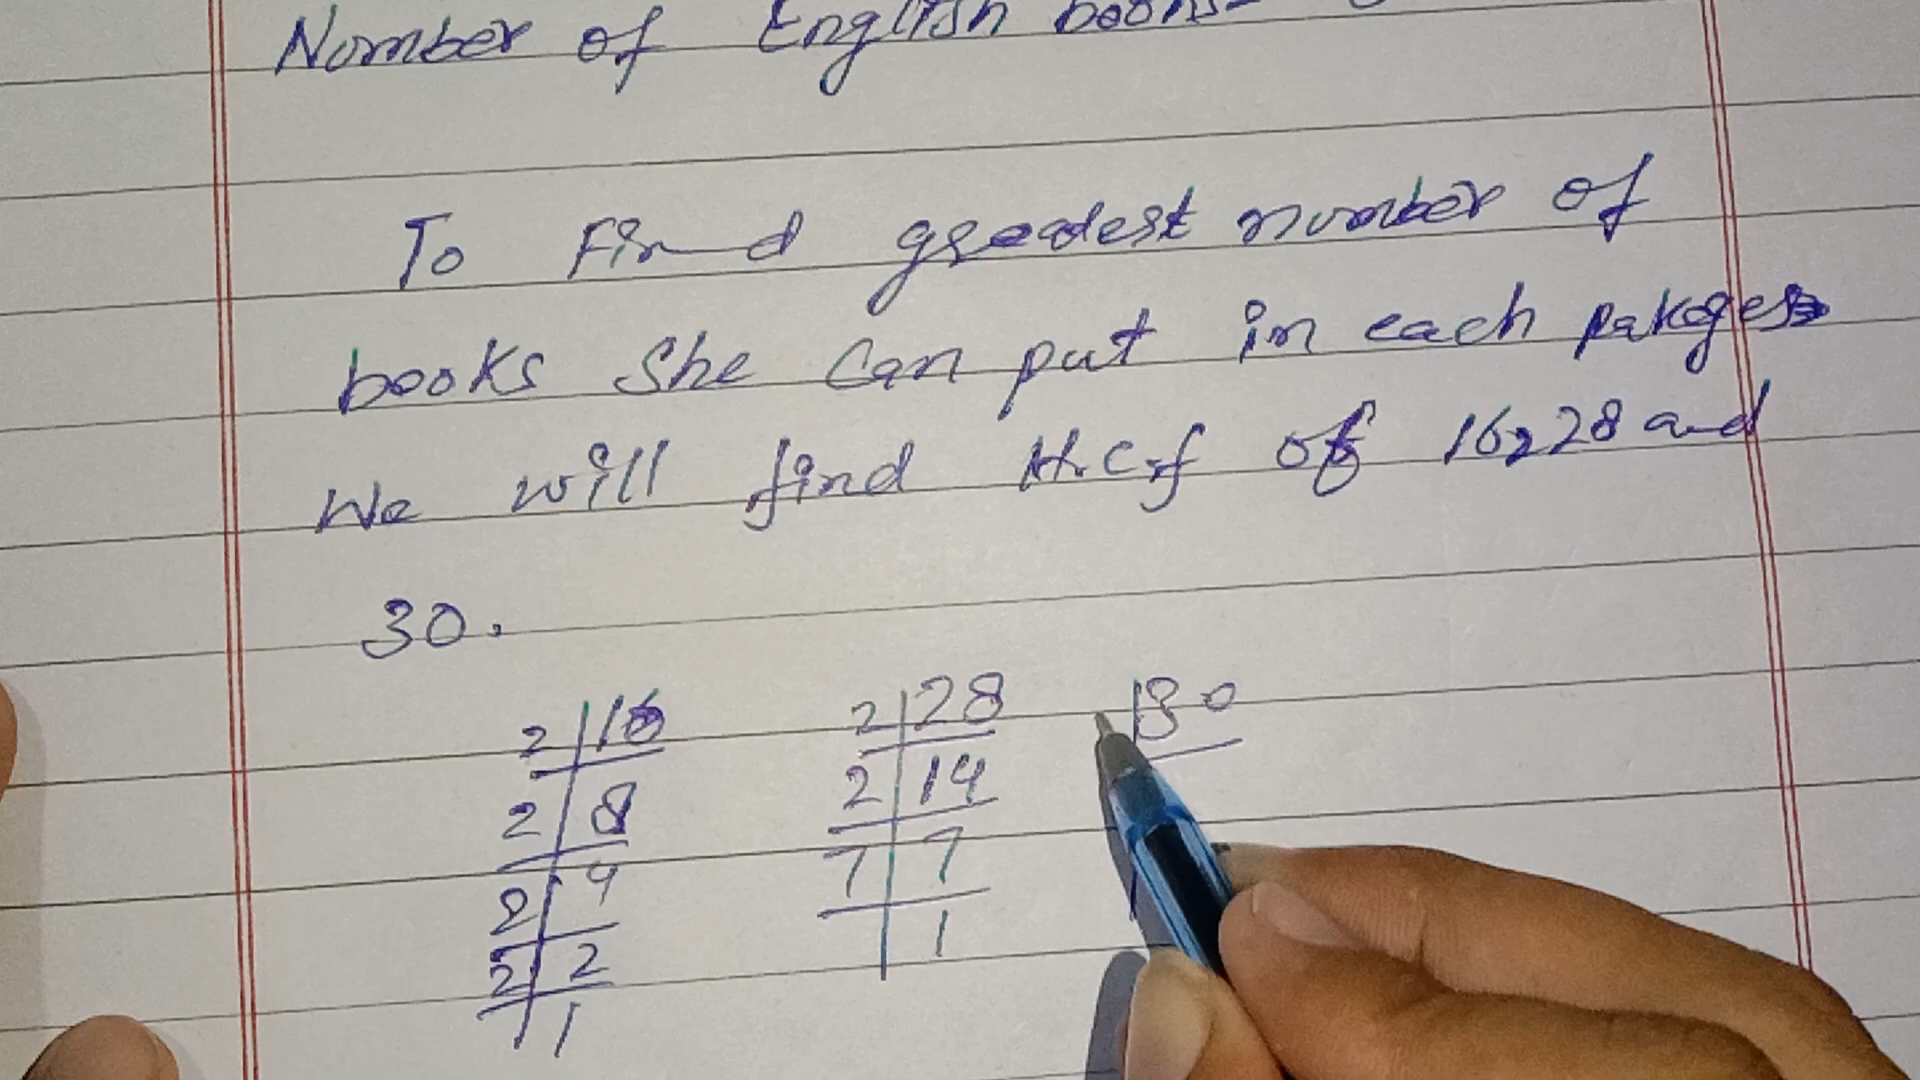 Number of English books
To Find greatest number of
books She Can put in each pakages
We will find H.C.f of 16, 28 and
30.
2 16 2 28 30
2 8 2 14
2 4 7 7
2 2 1
1